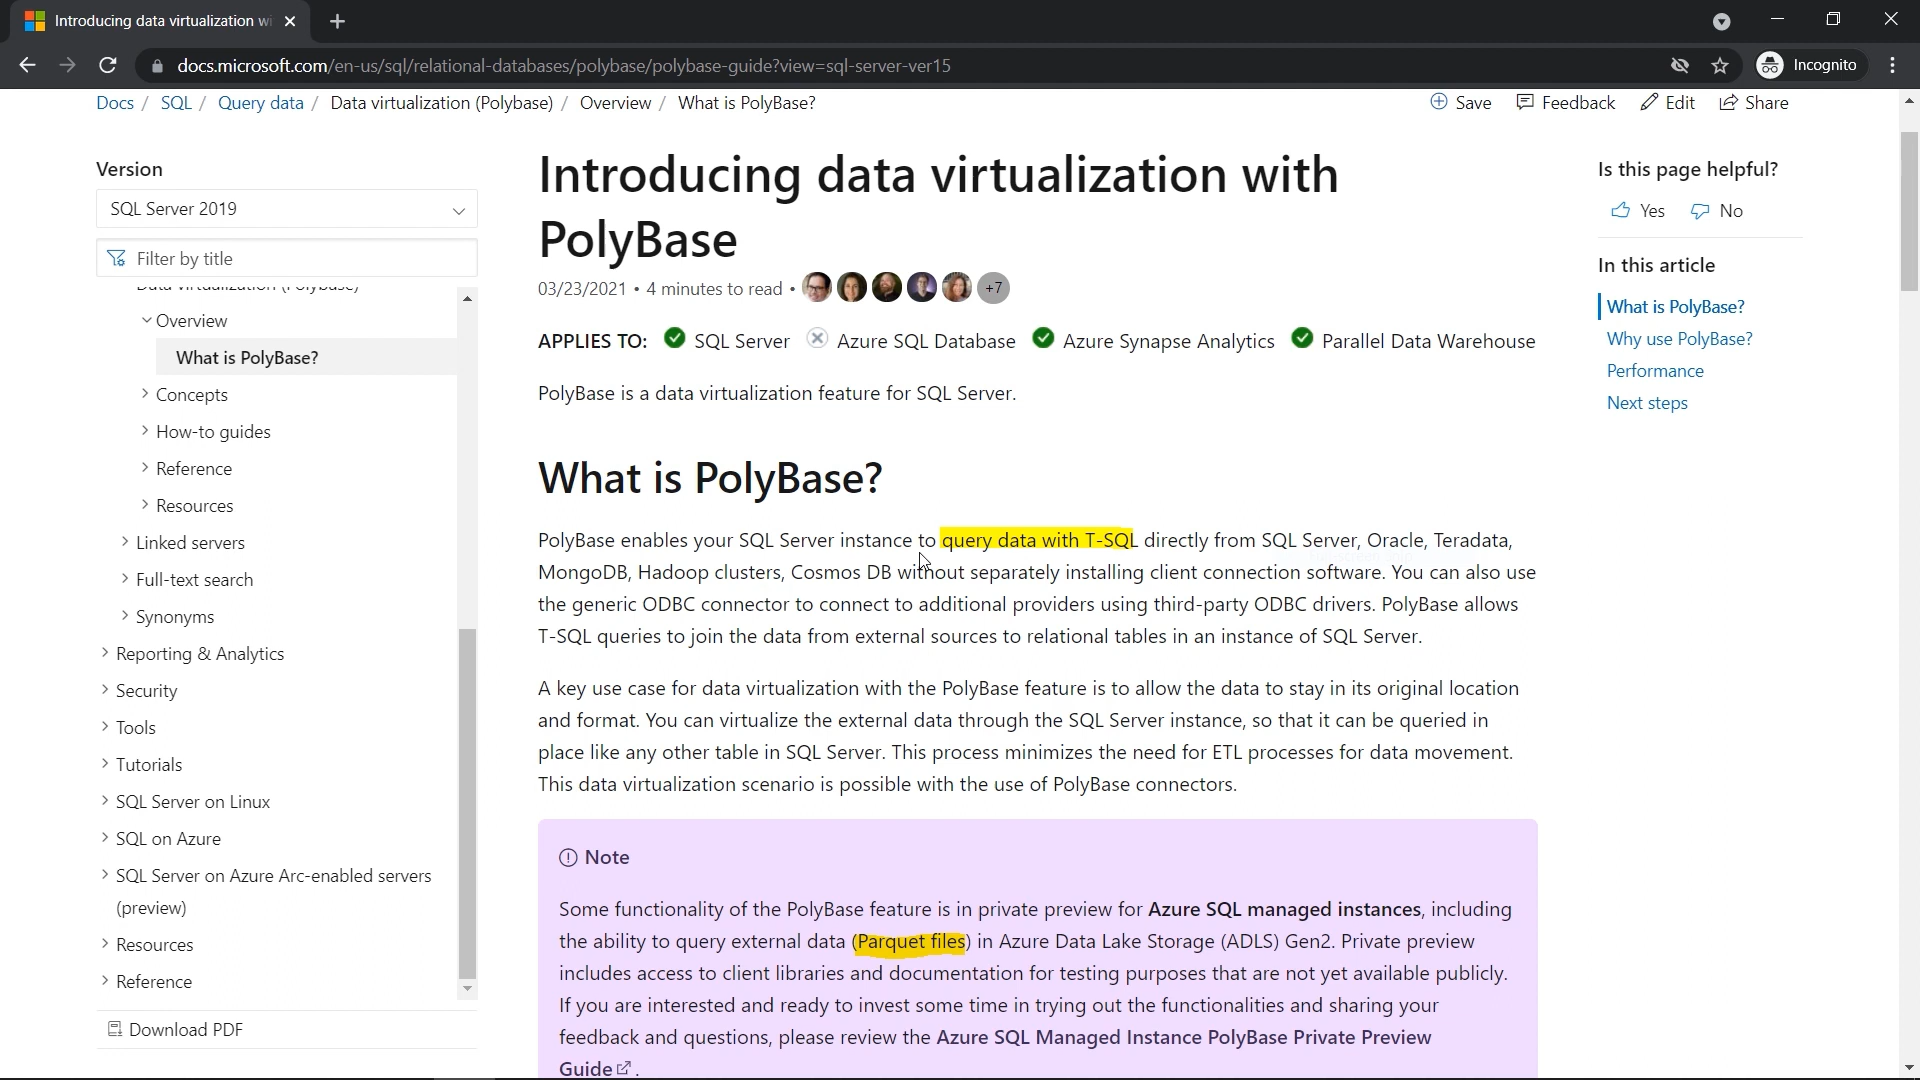 Introducing data virtualization wi
docs.microsoft.com/en-us/sql/relational-databases/polybase/polybase-guide?view=sql-server-ver15
Incognito
Docs / SQL / Query data / Data virtualization (Polybase) / Overview / What is PolyBase?
Save Feedback Edit Share
Version
SQL Server 2019
Filter by title
Data virtualization (Polybase)
Overview
What is PolyBase?
Concepts
How-to guides
Reference
Resources
Linked servers
Full-text search
Synonyms
Reporting & Analytics
Security
Tools
Tutorials
SQL Server on Linux
SQL on Azure
SQL Server on Azure Arc-enabled servers
(preview)
Resources
Reference
Download PDF
Introducing data virtualization with
PolyBase
03/23/2021 • 4 minutes to read • +7
APPLIES TO: SQL Server Azure SQL Database Azure Synapse Analytics Parallel Data Warehouse
PolyBase is a data virtualization feature for SQL Server.
What is PolyBase?
PolyBase enables your SQL Server instance to query data with T-SQL directly from SQL Server, Oracle, Teradata,
MongoDB, Hadoop clusters, Cosmos DB without separately installing client connection software. You can also use
the generic ODBC connector to connect to additional providers using third-party ODBC drivers. PolyBase allows
T-SQL queries to join the data from external sources to relational tables in an instance of SQL Server.
A key use case for data virtualization with the PolyBase feature is to allow the data to stay in its original location
and format. You can virtualize the external data through the SQL Server instance, so that it can be queried in
place like any other table in SQL Server. This process minimizes the need for ETL processes for data movement.
This data virtualization scenario is possible with the use of PolyBase connectors.
Note
Some functionality of the PolyBase feature is in private preview for Azure SQL managed instances, including
the ability to query external data (Parquet files) in Azure Data Lake Storage (ADLS) Gen2. Private preview
includes access to client libraries and documentation for testing purposes that are not yet available publicly.
If you are interested and ready to invest some time in trying out the functionalities and sharing your
feedback and questions, please review the Azure SQL Managed Instance PolyBase Private Preview
Guide.
Is this page helpful?
Yes No
In this article
What is PolyBase?
Why use PolyBase?
Performance
Next steps